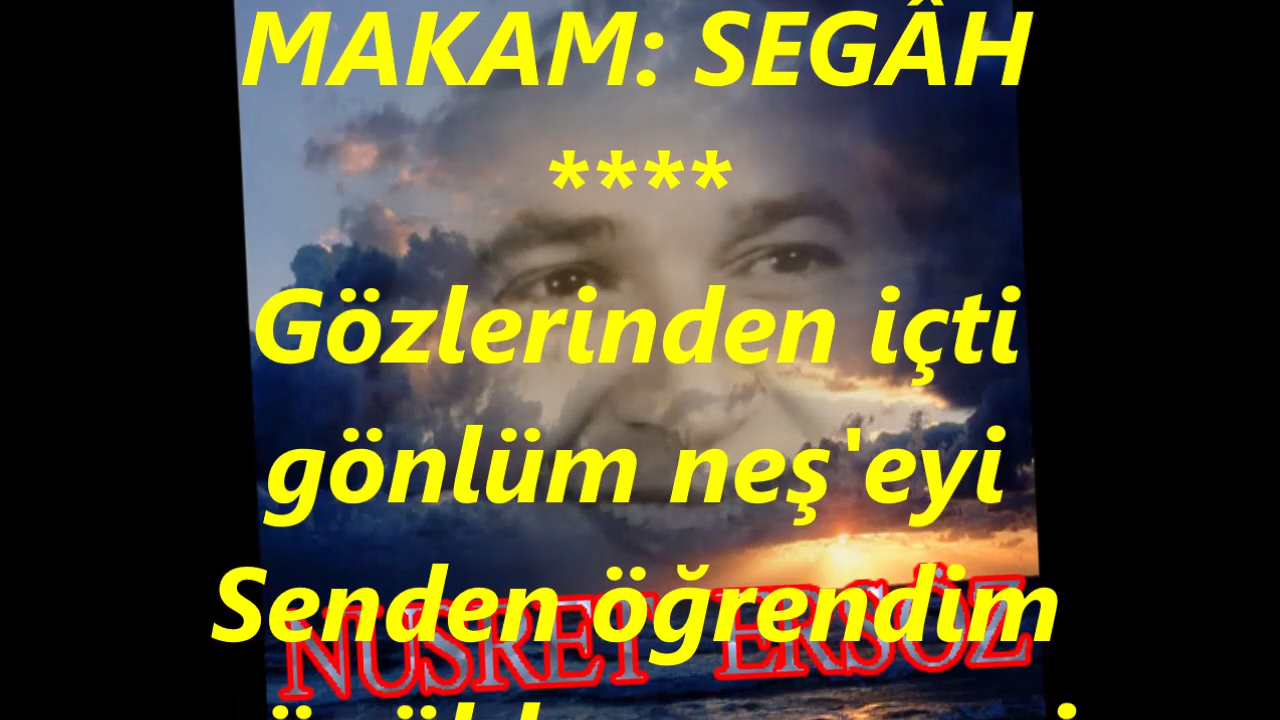 MAKAM: SEGÂH
****
Gözlerinden içti
gönlüm neş'eyi
Senden öğrendim
NUSRET ERSÖZ